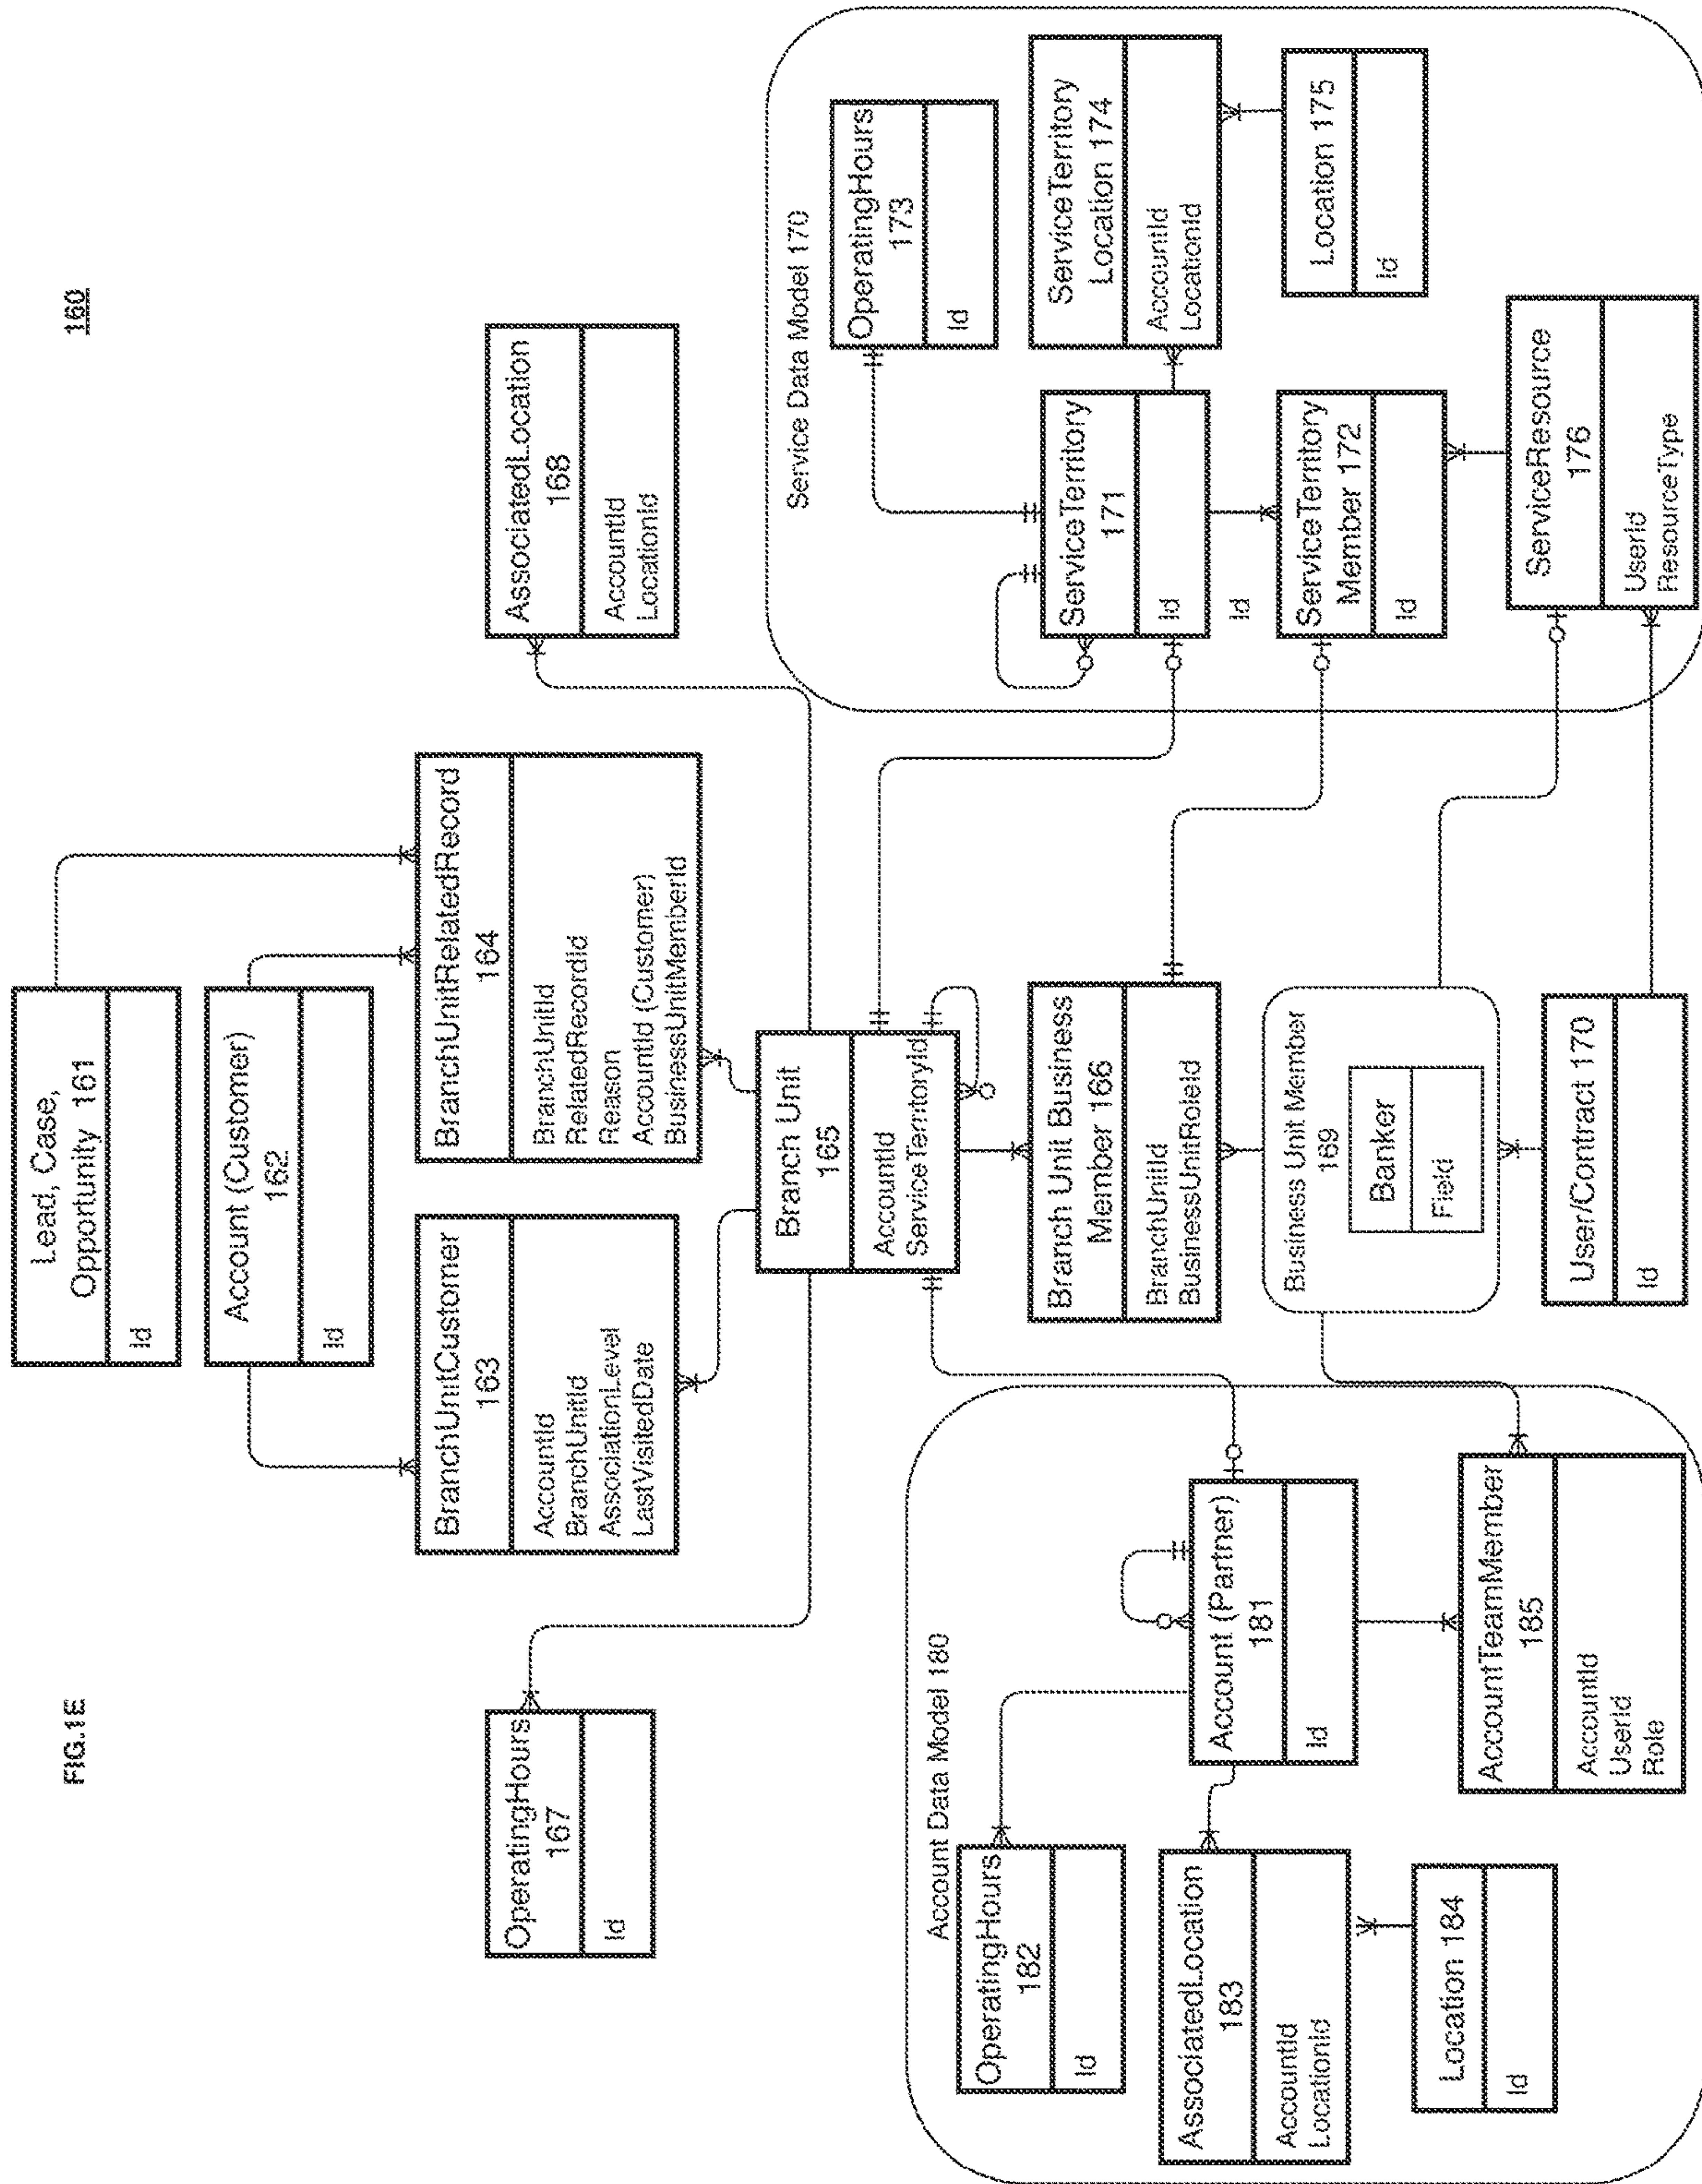 FIG.1E
160
Lead, Case,
Opportunity 161
Id
Account (Customer)
162
Id
BranchUnitCustomer
163
AccountId
BranchUnitId
AssociationLevel
LastVisitedDate
BranchUnitRelatedRecord
164
BranchUnitId
RelatedRecordId
Reason
AccountId (Customer)
BusinessUnitMemberId
OperatingHours
167
Id
AssociatedLocation
168
AccountId
LocationId
Branch Unit
165
AccountId
ServiceTerritoryId
Branch Unit Business
Member 166
BranchUnitId
BusinessUnitRoleId
Business Unit Member
169
Banker
Field
User/Contract 170
Id
Account Data Model 180
OperatingHours
182
Id
Account (Partner)
181
Id
AssociatedLocation
183
AccountId
LocationId
Location 184
Id
AccountTeamMember
185
AccountId
UserId
Role
Service Data Model 170
OperatingHours
173
Id
ServiceTerritory
171
Id
Id
ServiceTerritory
Location 174
AccountId
LocationId
ServiceTerritory
Member 172
Id
Location 175
Id
ServiceResource
176
UserId
ResourceType